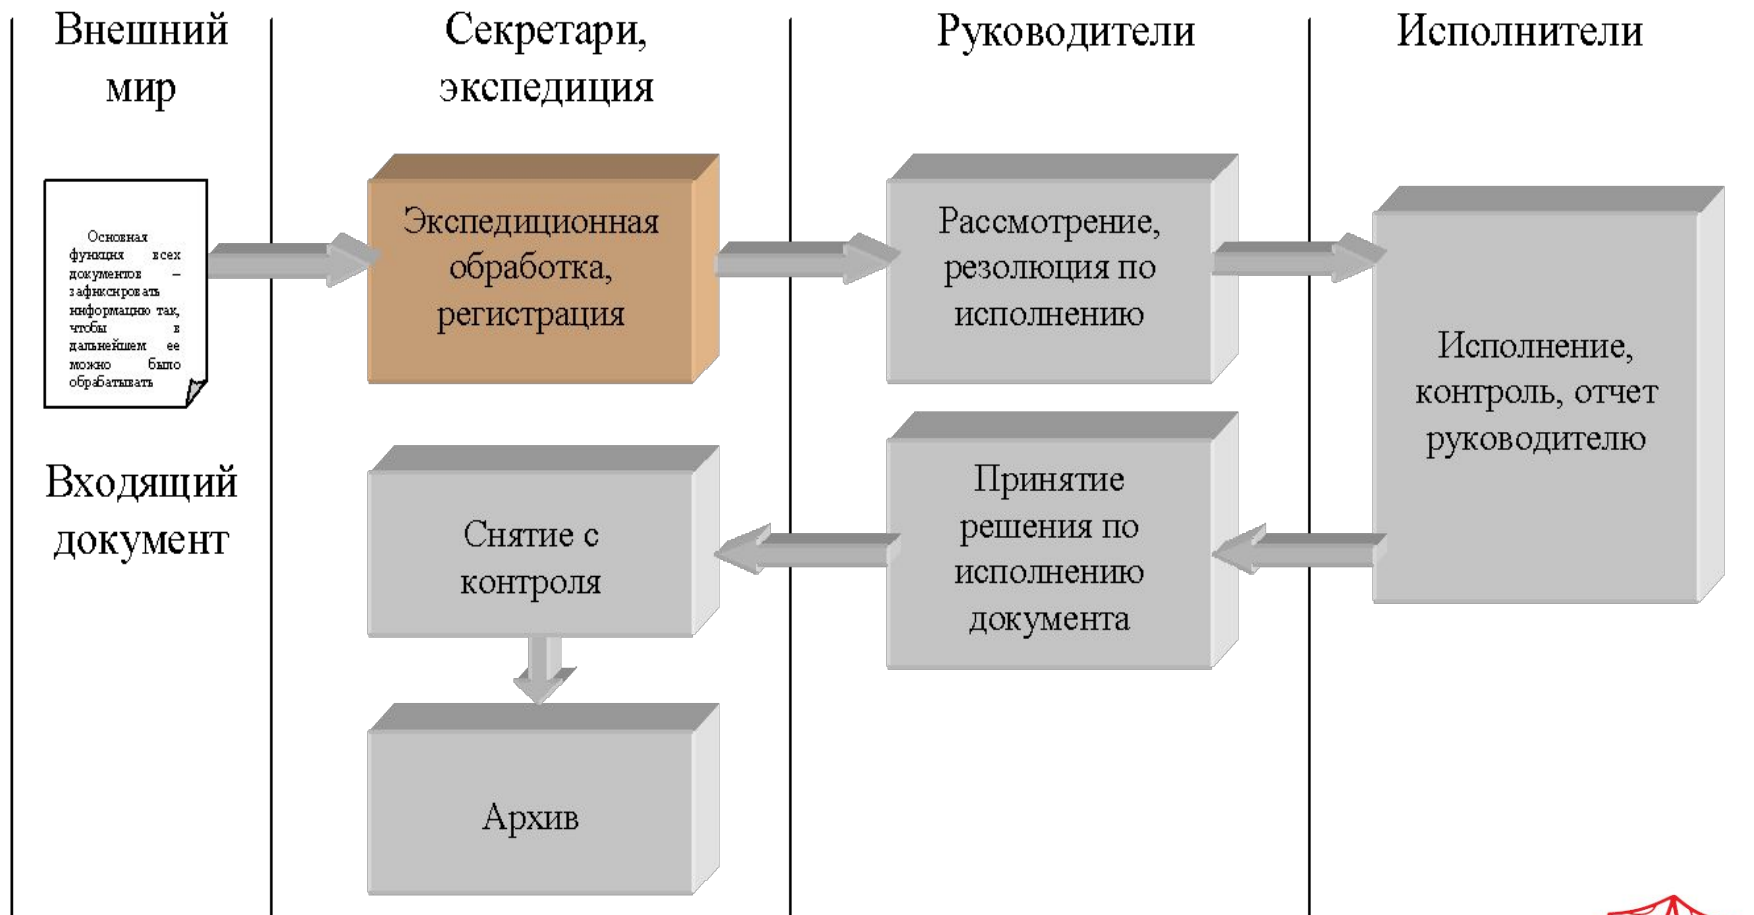 Внешний
мир
Секретари,
экспедиция
Руководители
Исполнители
Основная
функция всех
документов –
зафиксировать
информацию так,
чтобы в
дальнейшем ее
можно было
обрабатывать
Входящий
документ
Экспедиционная
обработка,
регистрация
Рассмотрение,
резолюция по
исполнению
Исполнение,
контроль, отчет
руководителю
Принятие
решения по
исполнению
документа
Снятие с
контроля
Архив